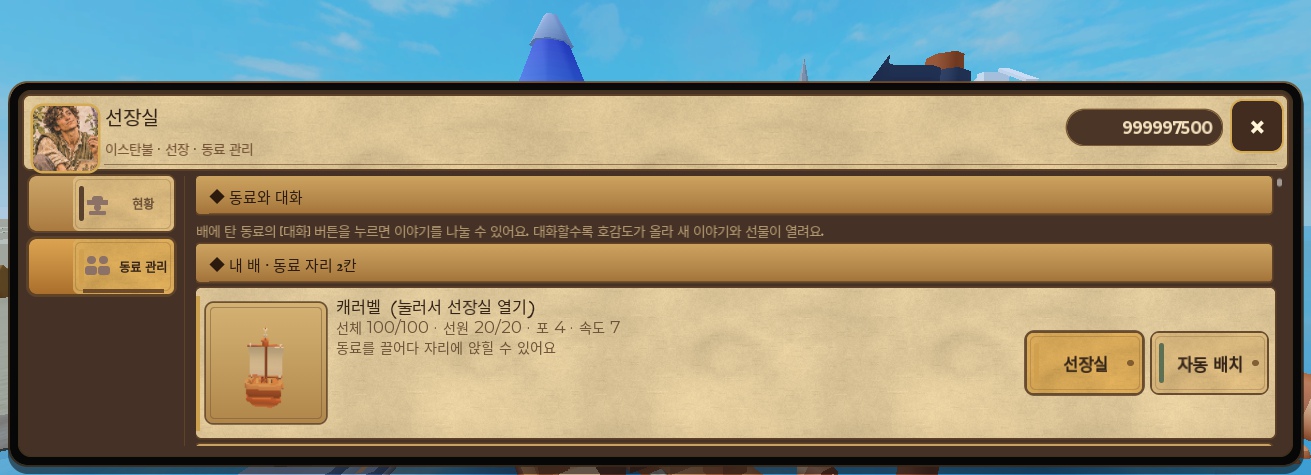 선장실
이스탄불 · 선장 · 동료 관리
999997500
현황
동료 관리
◆ 동료와 대화
배에 탄 동료의 [대화] 버튼을 누르면 이야기를 나눌 수 있어요. 대화할수록 호감도가 올라 새 이야기와 선물이 열려요.
◆ 내 배 · 동료 자리 2칸
캐러벨 (눌러서 선장실 열기)
선체 100/100 · 선원 20/20 · 포 4 · 속도 7
동료를 끌어다 자리에 앉힐 수 있어요
선장실
자동 배치